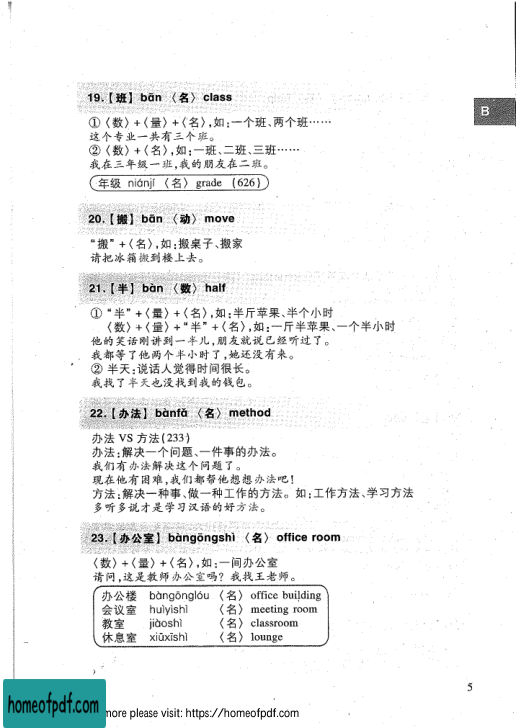 19.【班】bān 〈名〉class
①〈数〉+〈量〉+〈名〉,如:一个班、两个班……
这个专业一共有三个班。
②〈数〉+〈名〉,如:一班、二班、三班……
我在三年级一班,我的朋友在二班。
年级 niánjí 〈名〉grade (626)
B
20.【搬】bān 〈动〉move
“搬”+〈名〉,如:搬桌子、搬家
请把冰箱搬到楼上去。
21.【半】bàn 〈数〉half
①“半”+〈量〉+〈名〉,如:半斤苹果、半个小时
〈数〉+〈量〉+“半”+〈名〉,如:一斤半苹果、一个半小时
他的笑话刚讲到一半儿,朋友就说已经听过了。
我都等了他两个半小时了,她还没有来。
② 半天:说话人觉得时间很长。
我找了半天也没找到我的钱包。
22.【办法】bànfǎ 〈名〉method
办法 VS 方法(233)
办法:解决一个问题、一件事的办法。
我们有办法解决这个问题了。
现在他有困难,我们都帮他想想办法吧!
方法:解决一种事、做一种工作的方法。如:工作方法、学习方法
多听多说才是学习汉语的好方法。
23.【办公室】bàngōngshì 〈名〉office room
〈数〉+〈量〉+〈名〉,如:一间办公室
请问,这是教师办公室吗?我找王老师。
办公楼 bàngōnglóu 〈名〉office building
会议室 huìyìshì 〈名〉meeting room
教室 jiàoshì 〈名〉classroom
休息室 xiūxīshì 〈名〉lounge
5
homeofpdf.com
more please visit: https://homeofpdf.com